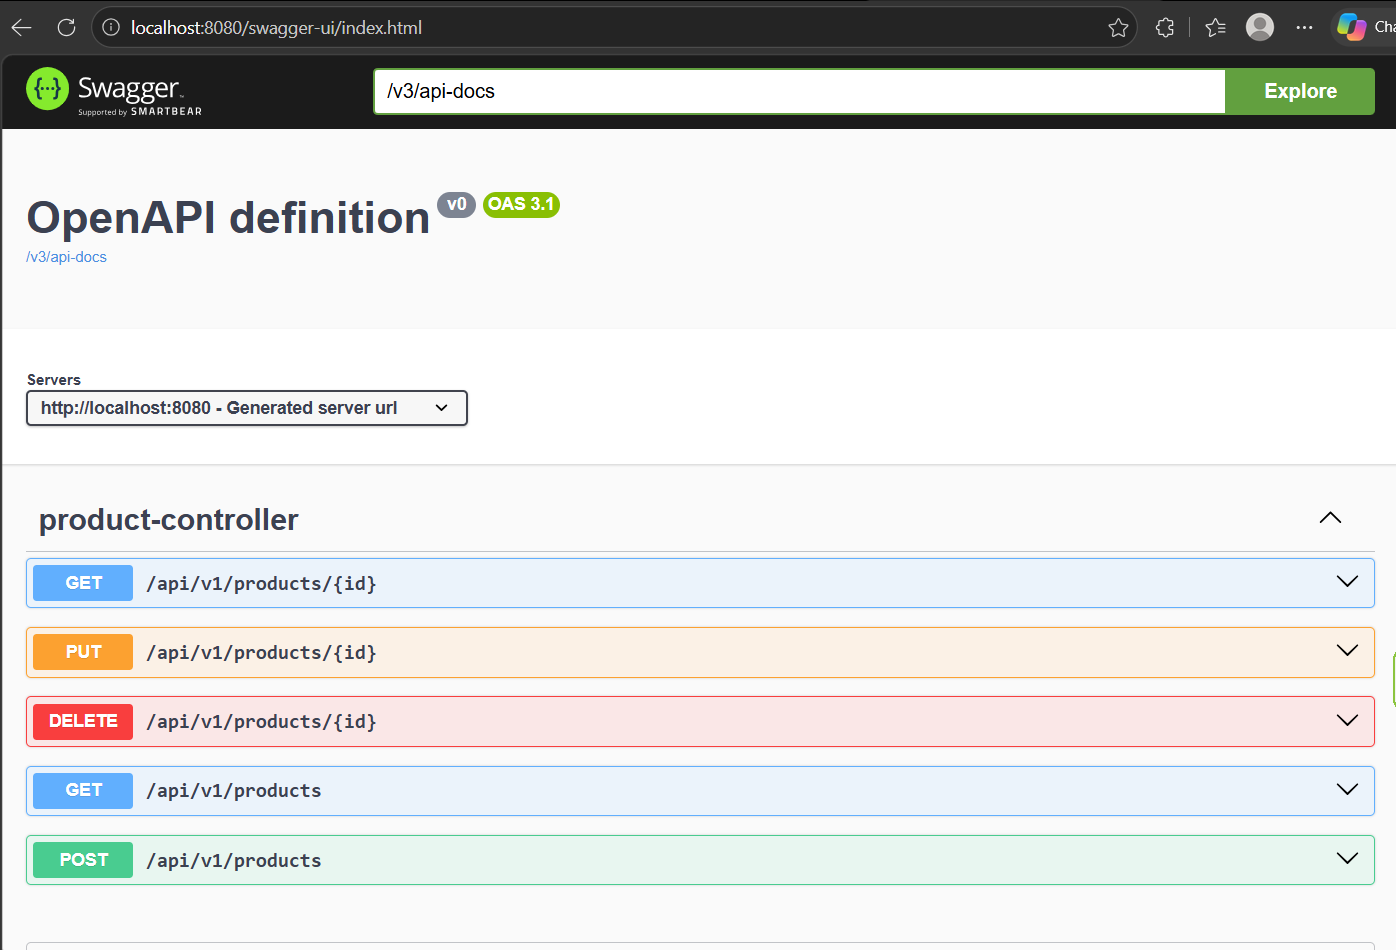 localhost:8080/swagger-ui/index.html
Cha
{···} Swagger™
Supported by SMARTBEAR
/v3/api-docs
Explore
OpenAPI definition v0 OAS 3.1
/v3/api-docs
Servers
http://localhost:8080 - Generated server url
product-controller
GET /api/v1/products/{id}
PUT /api/v1/products/{id}
DELETE /api/v1/products/{id}
GET /api/v1/products
POST /api/v1/products